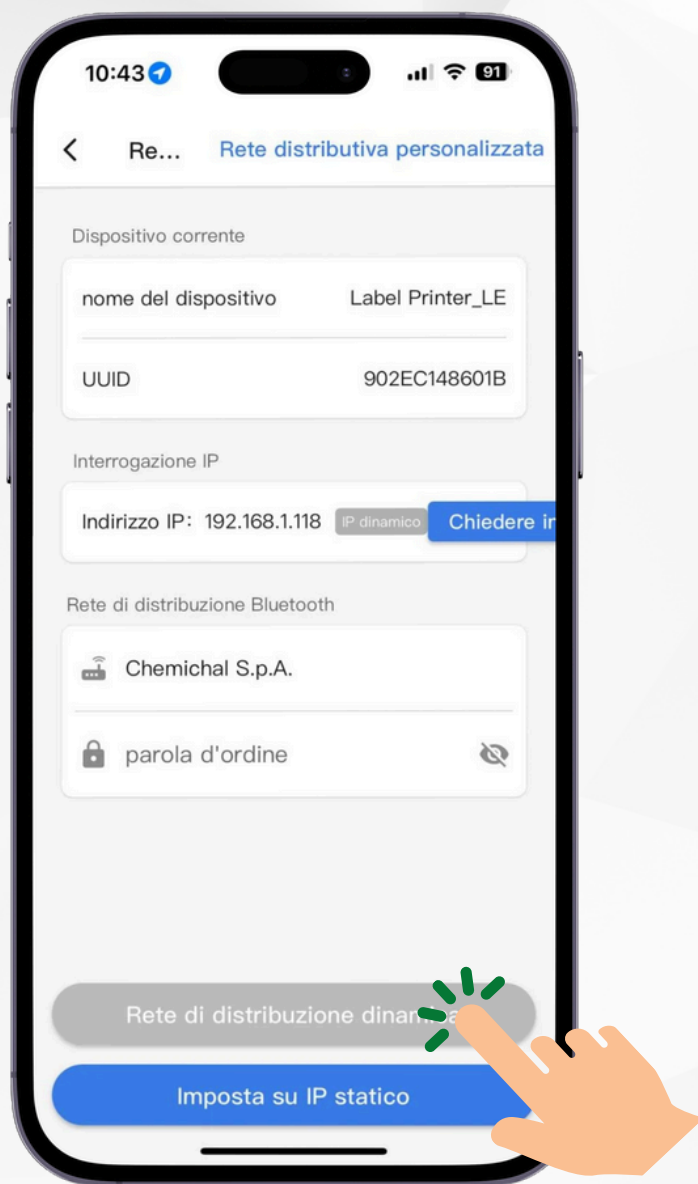 10:43
91
Re... Rete distributiva personalizzata
Dispositivo corrente
nome del dispositivo Label Printer_LE
UUID 902EC148601B
Interrogazione IP
Indirizzo IP: 192.168.1.118 IP dinamico Chiedere in
Rete di distribuzione Bluetooth
Chemichal S.p.A.
parola d'ordine
Rete di distribuzione
Imposta su IP statico